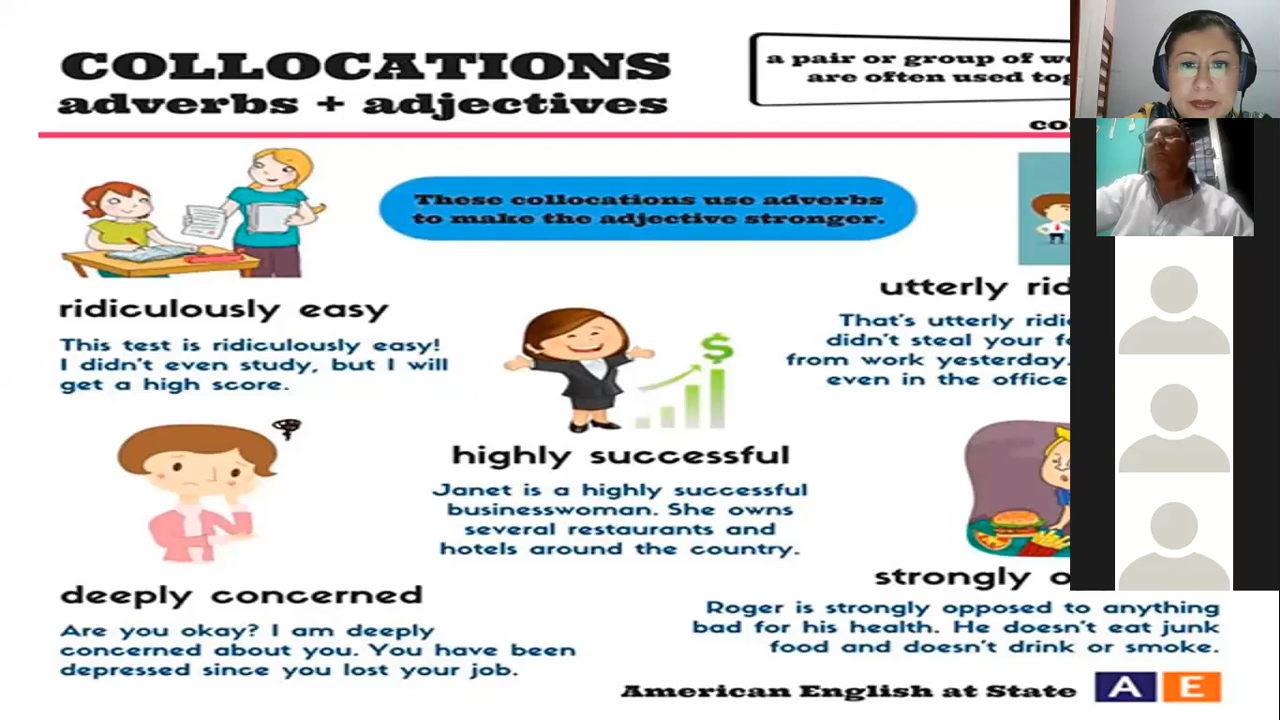 COLLOCATIONS
adverbs + adjectives
a pair or group of
are often used
These collocations use adverbs
to make the adjective stronger.
ridiculously easy
This test is ridiculously easy!
I didn't even study, but I will
get a high score.
utterly
That's utterly
didn't steal your
from work yesterday.
even in the office
highly successful
Janet is a highly successful
businesswoman. She owns
several restaurants and
hotels around the country.
deeply concerned
Are you okay? I am deeply
concerned about you. You have been
depressed since you lost your job.
strongly
Roger is strongly opposed to anything
bad for his health. He doesn't eat junk
food and doesn't drink or smoke.
American English at State
A E